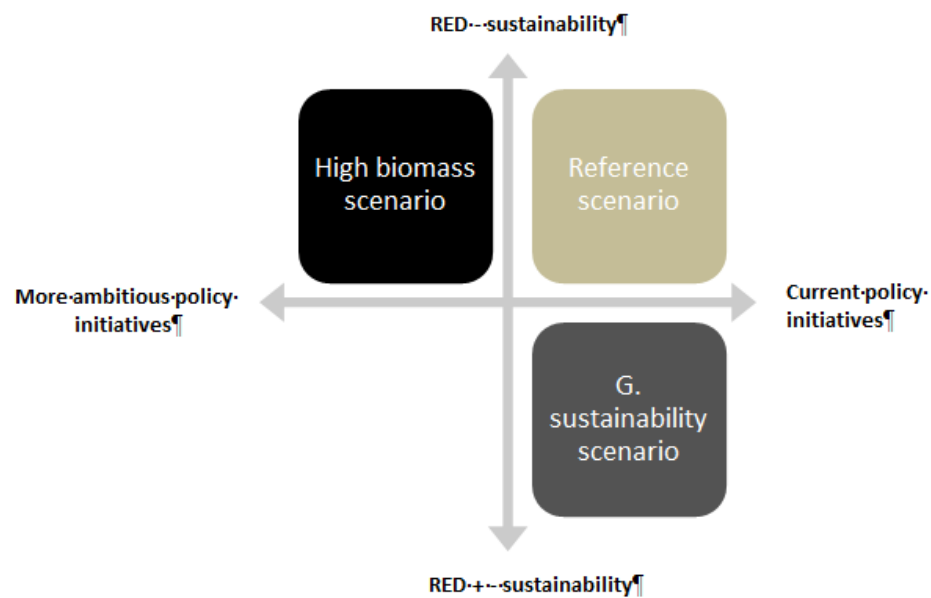 RED·-·sustainability¶
High biomass
scenario
Reference
scenario
More·ambitious·policy·
initiatives¶
Current·policy·
initiatives¶
G.
sustainability
scenario
RED·+·-·sustainability¶